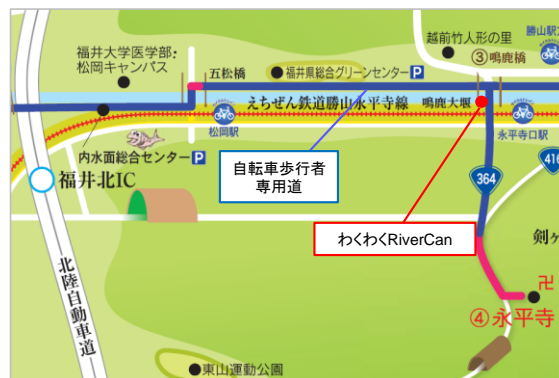 福井大学医学部・
松岡キャンパス
五松橋
福井県総合グリーンセンター P
越前竹人形の里
勝山駅
③鳴鹿橋
えちぜん鉄道勝山永平寺線
鳴鹿大堰
松岡駅
永平寺口駅
内水面総合センター P
福井北IC
自転車歩行者
専用道
416
364
わくわくRiverCan
剣ヶ
北陸自動車道
卍
④永平寺
東山運動公園